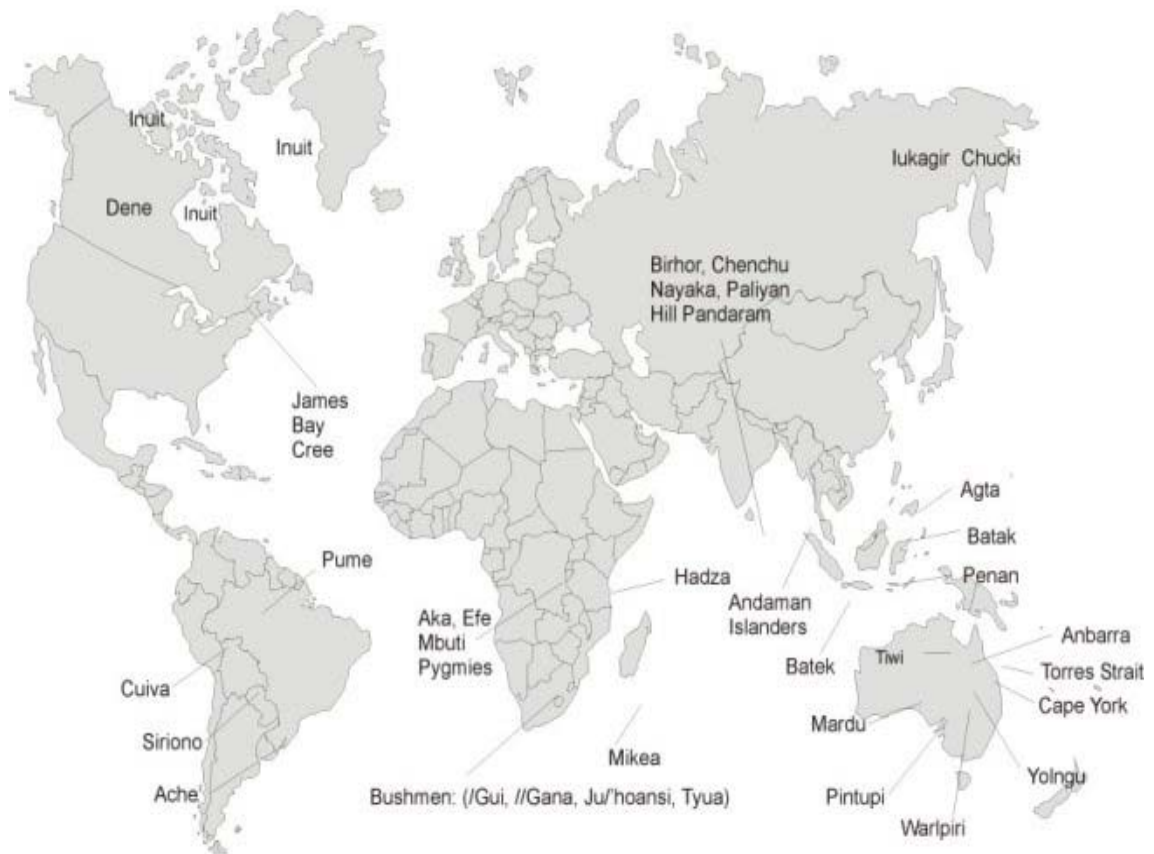 Inuit
Inuit
Iukagir Chucki
Dene
Inuit
Birhor, Chenchu
Nayaka, Paliyan
Hill Pandaram
James
Bay
Cree
Agta
Batak
Pume
Hadza
Penan
Andaman
Islanders
Aka, Efe
Mbuti
Pygmies
Anbarra
Tiwi
Batek
Torres Strait
Cuiva
Cape York
Mardu
Siriono
Mikea
Yolngu
Ache
Bushmen: (/Gui, //Gana, Ju/'hoansi, Tyua)
Pintupi
Warlpiri